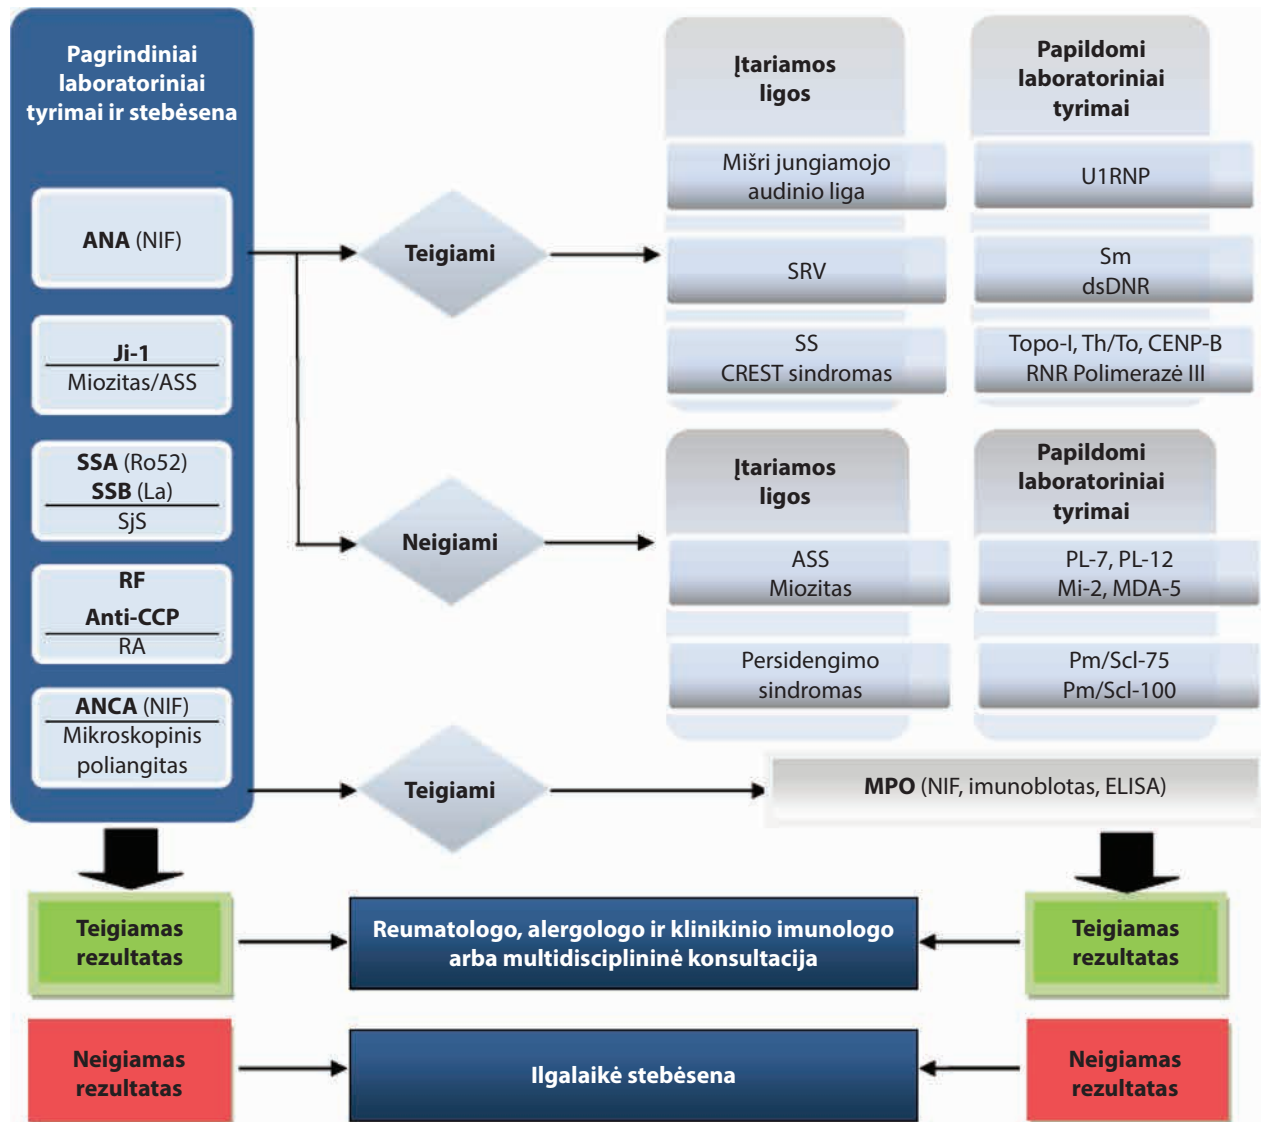 Pagrindiniai
laboratoriniai
tyrimai ir stebėsena
ANA (NIF)
Ji-1
Miozitas/ASS
SSA (Ro52)
SSB (La)
SjS
RF
Anti-CCP
RA
ANCA (NIF)
Mikroskopinis
poliangitas
Teigiami
Įtariamos
ligos
Papildomi
laboratoriniai
tyrimai
Mišri jungiamojo
audinio liga
U1RNP
SRV
Sm
dsDNR
SS
CREST sindromas
Topo-I, Th/To, CENP-B
RNR Polimerazė III
Neigiami
Įtariamos
ligos
Papildomi
laboratoriniai
tyrimai
ASS
Miozitas
PL-7, PL-12
Mi-2, MDA-5
Persidengimo
sindromas
Pm/Scl-75
Pm/Scl-100
Teigiami
MPO (NIF, imunoblotas, ELISA)
Teigiamas
rezultatas
Reumatologo, alergologo ir klinikinio imunologo
arba multidisciplininė konsultacija
Teigiamas
rezultatas
Neigiamas
rezultatas
Ilgalaikė stebėsena
Neigiamas
rezultatas